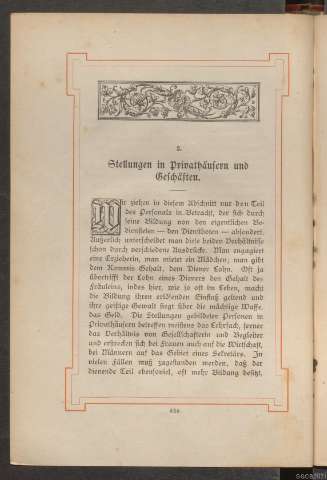 2.
Stellungen in Privathäusern und
Geschäften.
Wir ziehen in diesem Abschnitt nur den Teil
des Personals in Betracht, der sich durch
seine Bildung von den eigentlichen Be-
diensteten — den Dienstboten — absondert.
Äußerlich unterscheidet man diese beiden Verhältnisse
schon durch verschiedene Ausdrücke. Man engagiert
eine Erzieherin, man mietet ein Mädchen; man gibt
dem Kommis Gehalt, dem Diener Lohn. Oft ja
übertrifft der Lohn eines Dieners den Gehalt des
Fräuleins, indes hier, wie so oft im Leben, macht
die Bildung ihren erlösenden Einfluß geltend und
ihre geistige Gewalt siegt über die mächtige Waffe,
das Geld. Die Stellungen gebildeter Personen in
Privathäusern betreffen meistens das Lehrfach, ferner
das Verhältnis von Gesellschafterin und Begleiter
und erstrecken sich bei Frauen auch auf die Wirtschaft,
bei Männern auf das Gebiet eines Sekretärs. In
vielen Fällen muß zugestanden werden, daß der
dienende Teil ebensoviel, oft mehr Bildung besitzt,